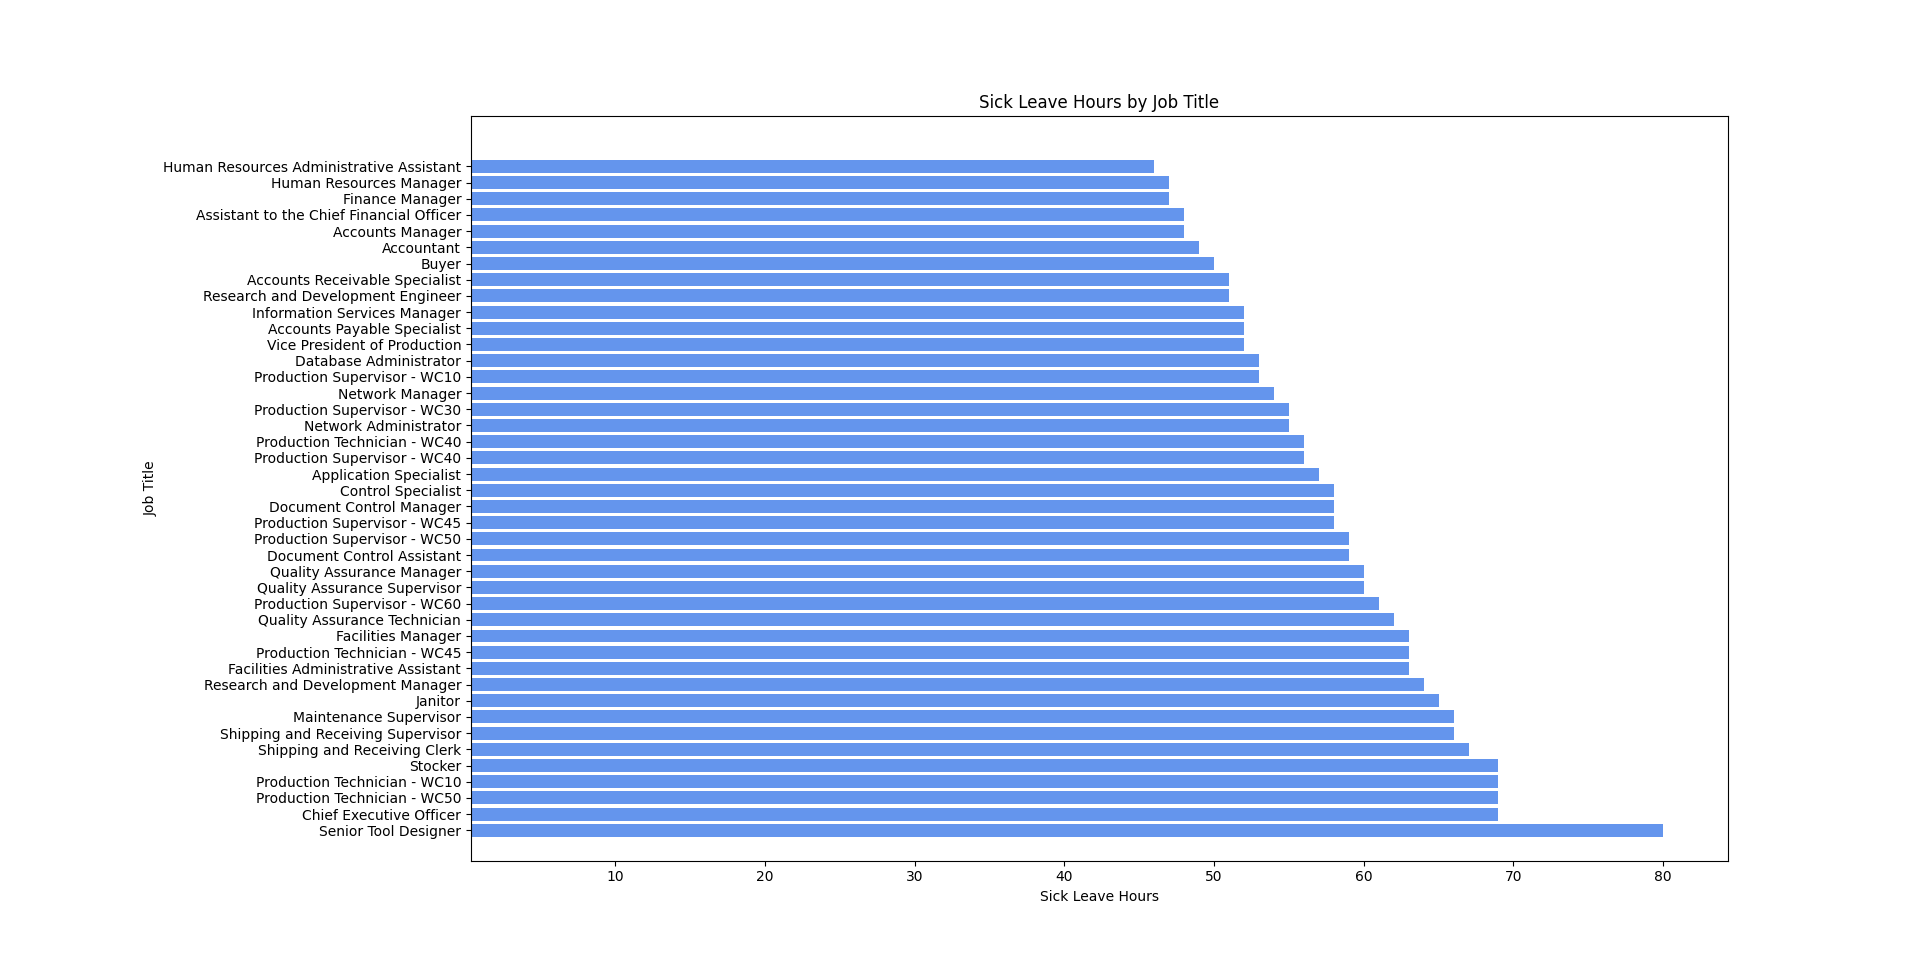 Sick Leave Hours by Job Title
Human Resources Administrative Assistant
Human Resources Manager
Finance Manager
Assistant to the Chief Financial Officer
Accounts Manager
Accountant
Buyer
Accounts Receivable Specialist
Research and Development Engineer
Information Services Manager
Accounts Payable Specialist
Vice President of Production
Database Administrator
Production Supervisor - WC10
Network Manager
Production Supervisor - WC30
Network Administrator
Production Technician - WC40
Production Supervisor - WC40
Application Specialist
Control Specialist
Document Control Manager
Production Supervisor - WC45
Production Supervisor - WC50
Document Control Assistant
Quality Assurance Manager
Quality Assurance Supervisor
Production Supervisor - WC60
Quality Assurance Technician
Facilities Manager
Production Technician - WC45
Facilities Administrative Assistant
Research and Development Manager
Janitor
Maintenance Supervisor
Shipping and Receiving Supervisor
Shipping and Receiving Clerk
Stocker
Production Technician - WC10
Production Technician - WC50
Chief Executive Officer
Senior Tool Designer
Job Title
10 20 30 40 50 60 70 80
Sick Leave Hours